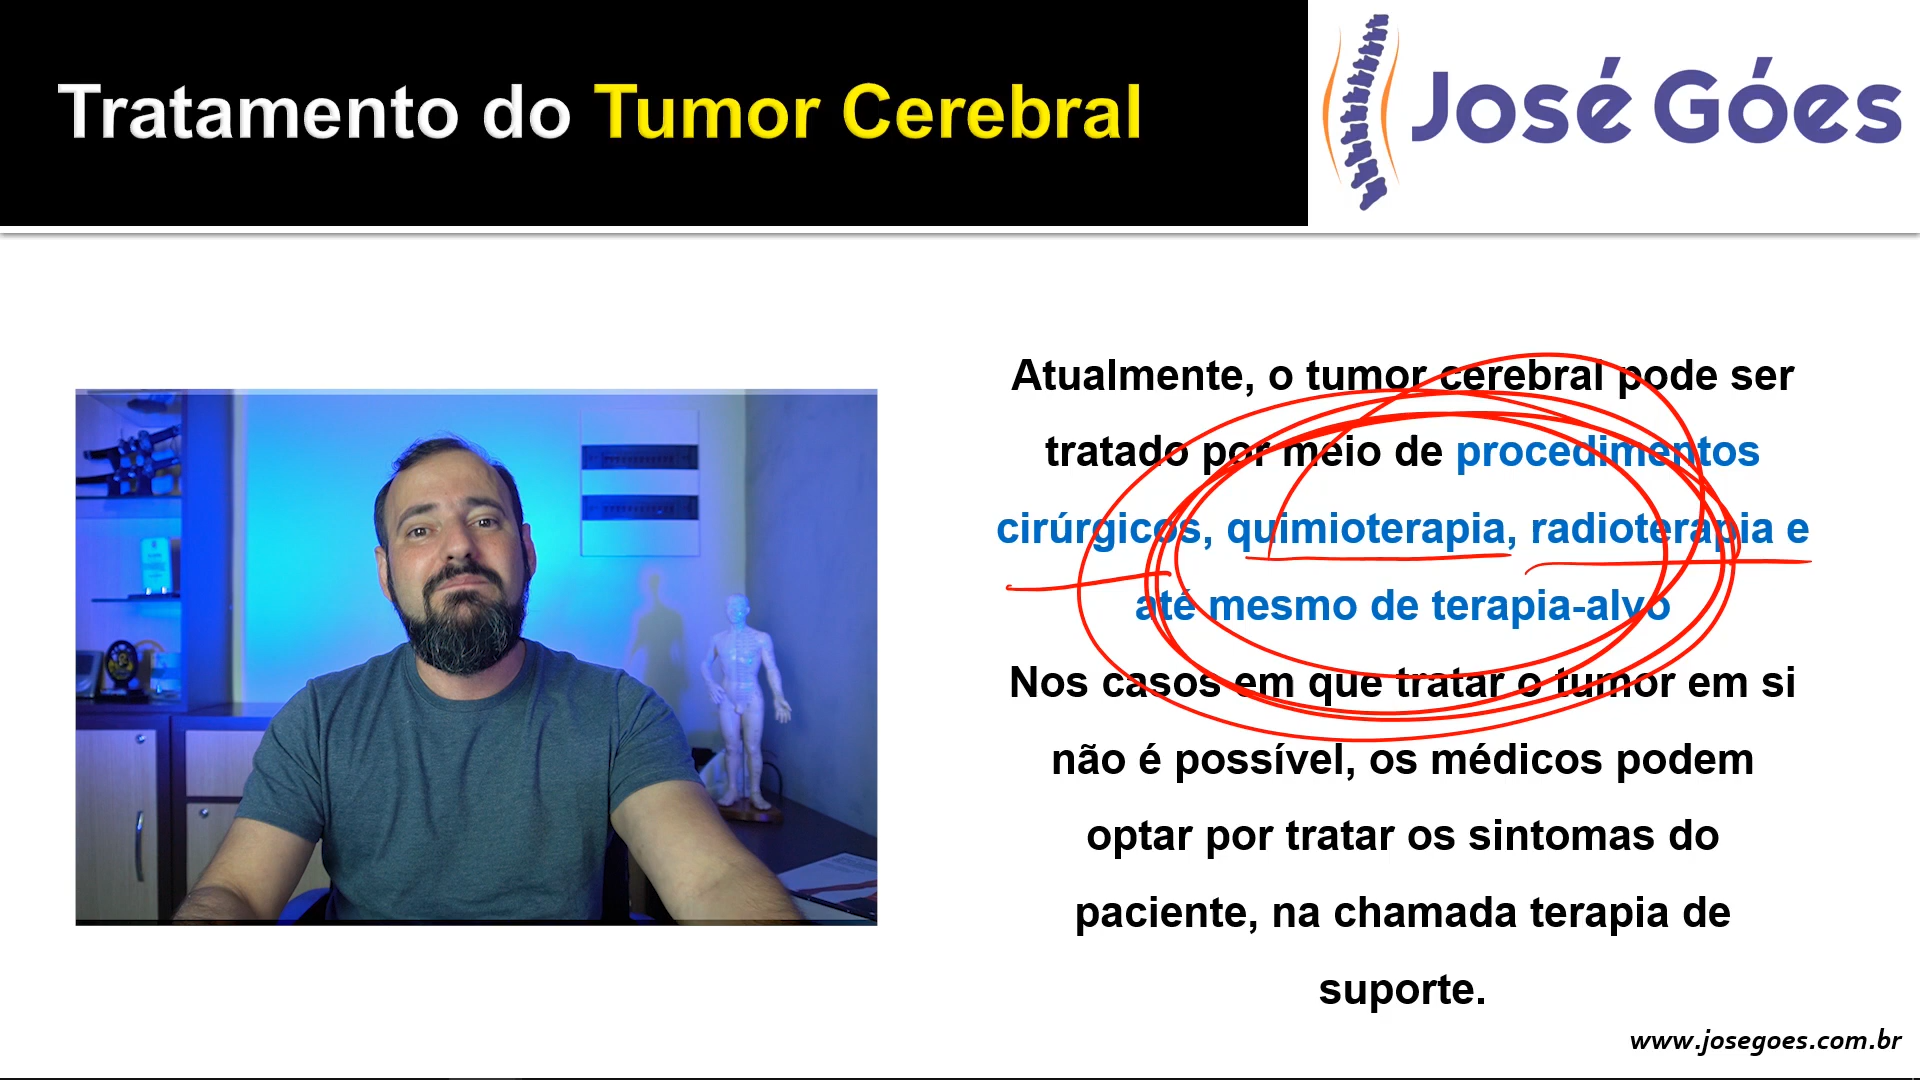 Tratamento do Tumor Cerebral
José Góes
Atualmente, o tumor cerebral pode ser
tratado por meio de procedimentos
cirúrgicos, quimioterapia, radioterapia e
até mesmo de terapia-alvo
Nos casos em que tratar o tumor em si
não é possível, os médicos podem
optar por tratar os sintomas do
paciente, na chamada terapia de
suporte.
www.josegoes.com.br